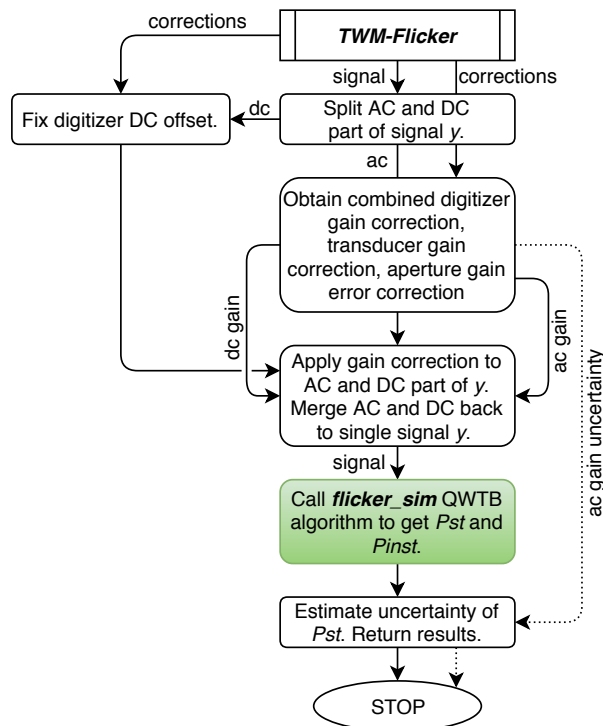 TWM-Flicker
corrections
signal
corrections
Fix digitizer DC offset.
dc
Split AC and DC
part of signal y.
ac
Obtain combined digitizer
gain correction,
transducer gain
correction, aperture gain
error correction
dc gain
ac gain
ac gain uncertainty
Apply gain correction to
AC and DC part of y.
Merge AC and DC back
to single signal y.
signal
Call flicker_sim QWTB
algorithm to get Pst and
Pinst.
Estimate uncertainty of
Pst. Return results.
STOP